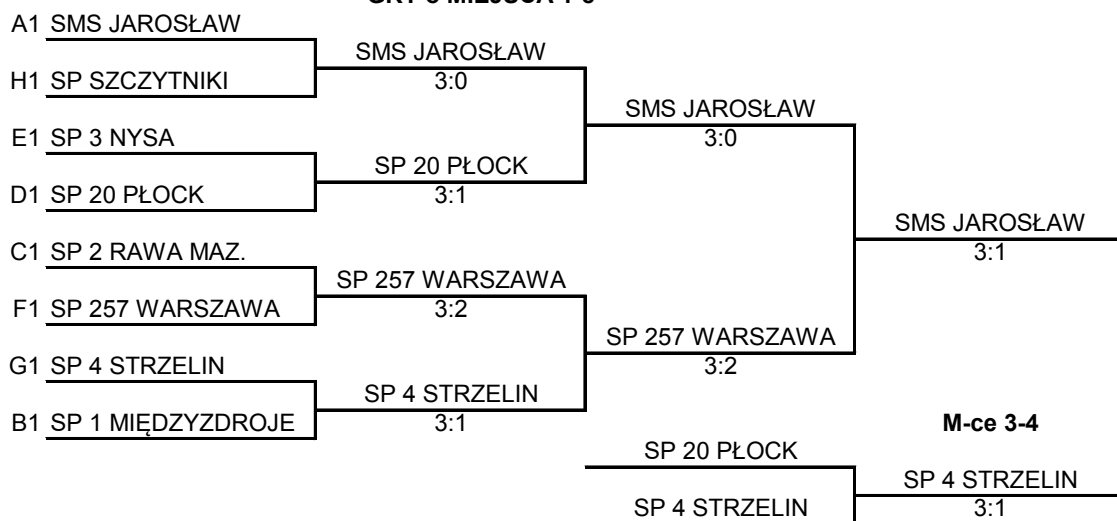 A1 SMS JAROSŁAW
SMS JAROSŁAW
H1 SP SZCZYTNIKI
3:0
SMS JAROSŁAW
E1 SP 3 NYSA
3:0
SP 20 PŁOCK
D1 SP 20 PŁOCK
3:1
SMS JAROSŁAW
C1 SP 2 RAWA MAZ.
3:1
SP 257 WARSZAWA
F1 SP 257 WARSZAWA
3:2
SP 257 WARSZAWA
G1 SP 4 STRZELIN
3:2
SP 4 STRZELIN
B1 SP 1 MIĘDZYZDROJE
3:1
M-ce 3-4
SP 20 PŁOCK
SP 4 STRZELIN
SP 4 STRZELIN
3:1